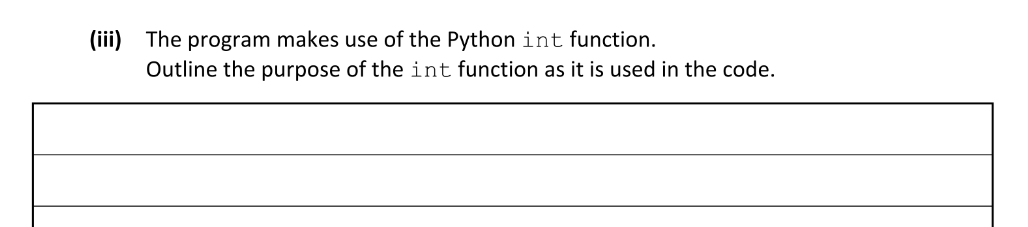 (iii) The program makes use of the Python int function.
Outline the purpose of the int function as it is used in the code.